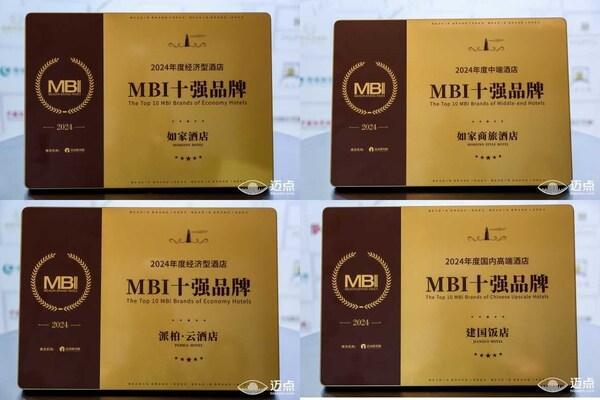 2024年度经济型酒店
MBI十强品牌
The Top 10 MBI Brands of Economy Hotels
MBI
2024
如家酒店
HOMEINN HOTEL
迈点
2024年度中端酒店
MBI十强品牌
The Top 10 MBI Brands of Middle-end Hotels
MBI
2024
如家商旅酒店
迈点
2024年度经济型酒店
MBI十强品牌
The Top 10 MBI Brands of Economy Hotels
MBI
2024
派柏·云酒店
迈点
2024年度国内高端酒店
MBI十强品牌
The Top 10 MBI Brands of Chinese Upscale Hotels
MBI
2024
建国饭店
JIANGUO HOTEL
迈点